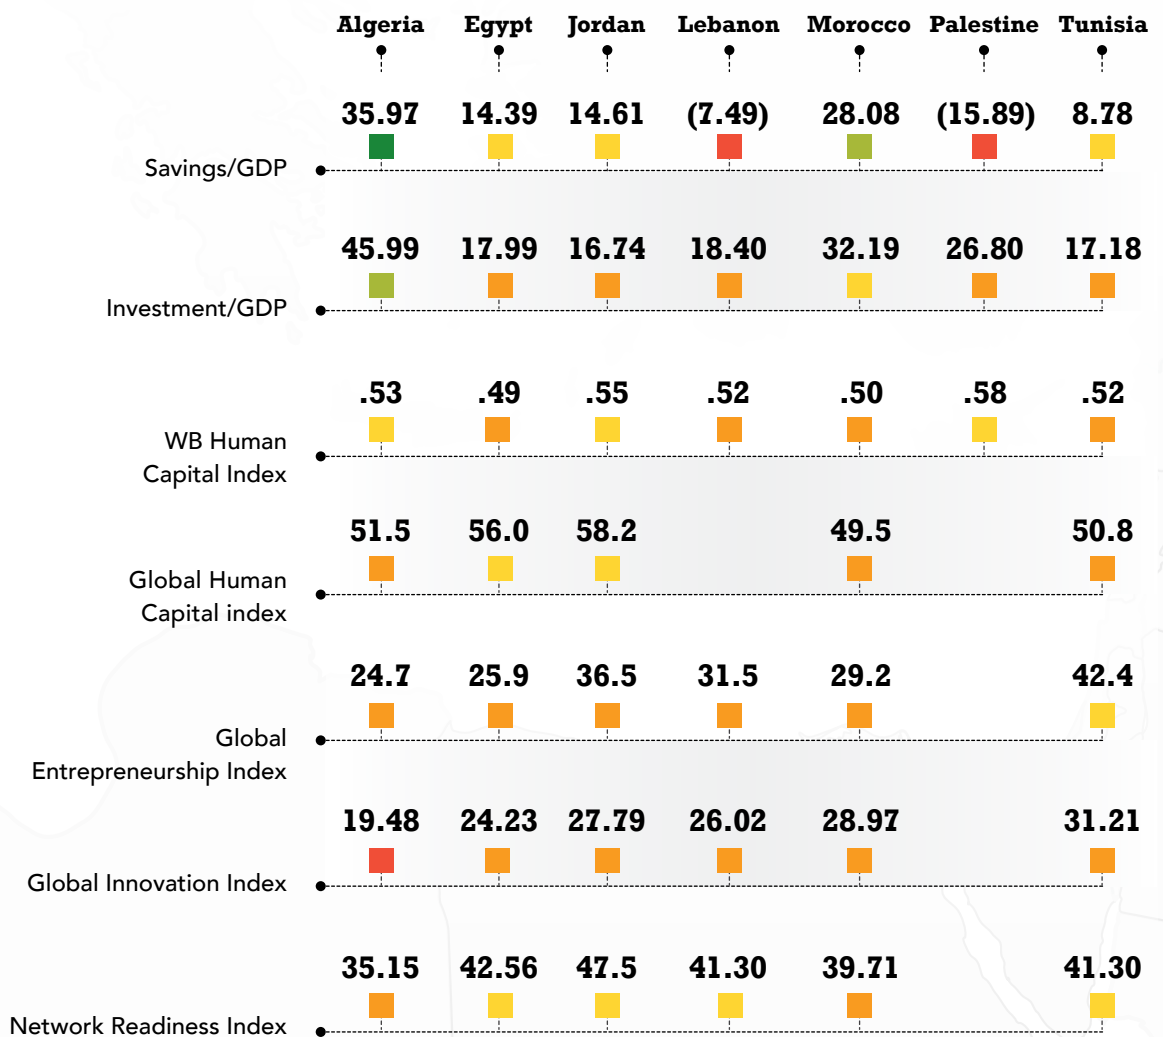 Algeria Egypt Jordan Lebanon Morocco Palestine Tunisia
35.97 14.39 14.61 (7.49) 28.08 (15.89) 8.78
Savings/GDP
45.99 17.99 16.74 18.40 32.19 26.80 17.18
Investment/GDP
.53 .49 .55 .52 .50 .58 .52
WB Human
Capital Index
51.5 56.0 58.2 49.5 50.8
Global Human
Capital index
24.7 25.9 36.5 31.5 29.2 42.4
Global
Entrepreneurship Index
19.48 24.23 27.79 26.02 28.97 31.21
Global Innovation Index
35.15 42.56 47.5 41.30 39.71 41.30
Network Readiness Index